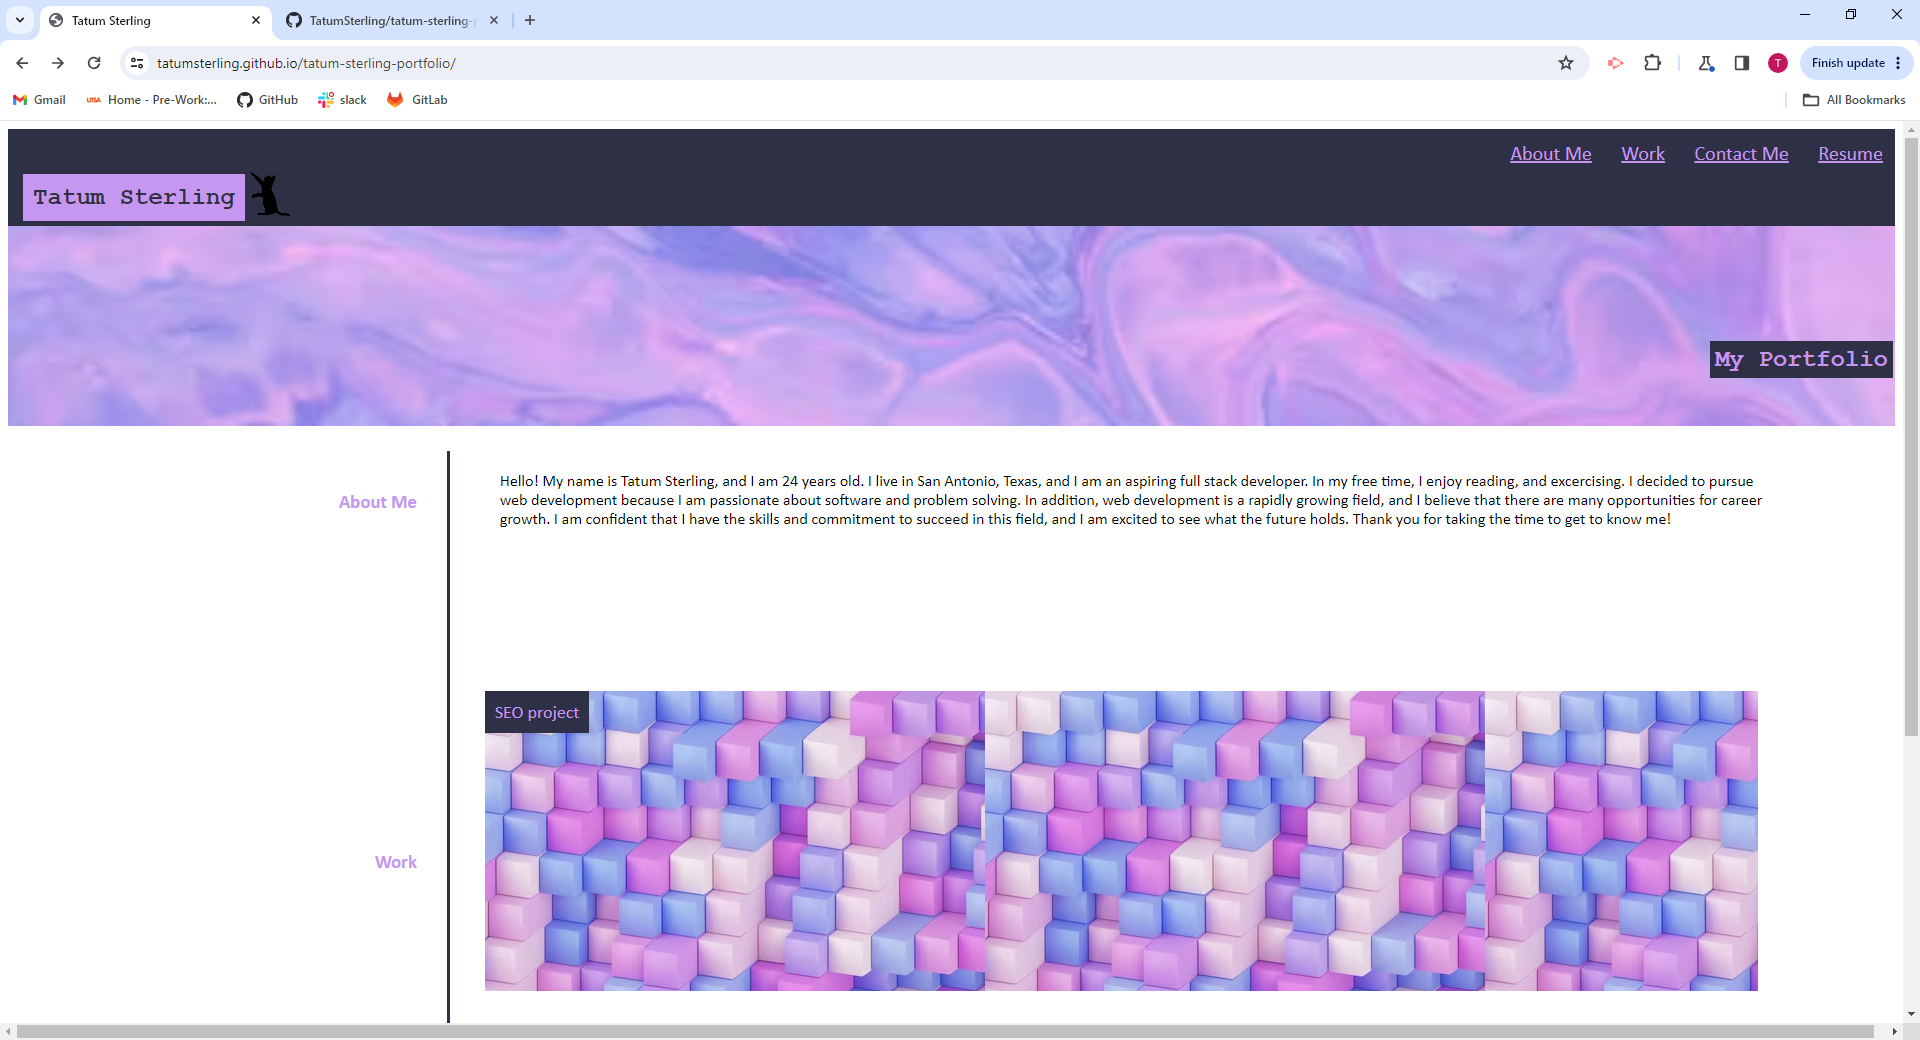 Tatum Sterling
TatumSterling/tatum-sterling-
tatumsterling.github.io/tatum-sterling-portfolio/
T
Finish update
Gmail
UTSA
Home - Pre-Work:...
GitHub
slack
GitLab
All Bookmarks
About Me Work Contact Me Resume
Tatum Sterling
My Portfolio
About Me
Hello! My name is Tatum Sterling, and I am 24 years old. I live in San Antonio, Texas, and I am an aspiring full stack developer. In my free time, I enjoy reading, and excercising. I decided to pursue
web development because I am passionate about software and problem solving. In addition, web development is a rapidly growing field, and I believe that there are many opportunities for career
growth. I am confident that I have the skills and commitment to succeed in this field, and I am excited to see what the future holds. Thank you for taking the time to get to know me!
SEO project
Work